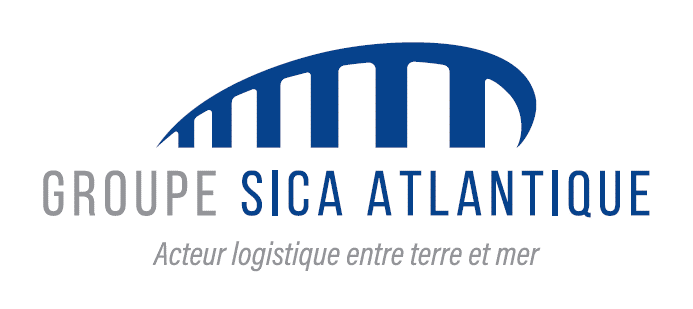 GROUPE SICA ATLANTIQUE
Acteur logistique entre terre et mer